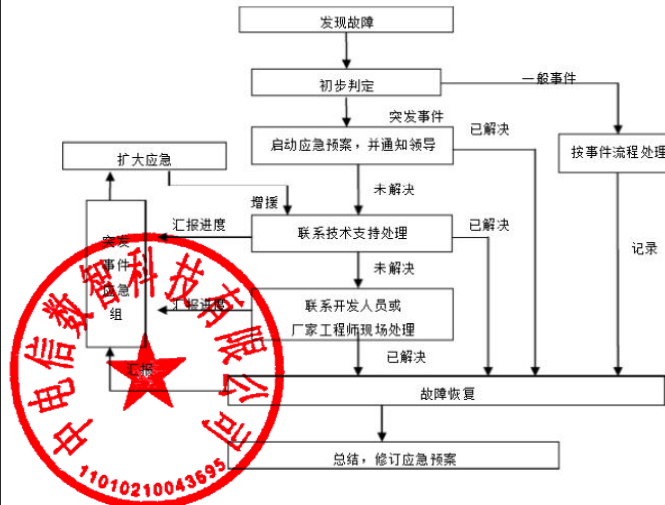 发现故障
初步判定
一般事件
突发事件
启动应急预案，并通知领导
已解决
按事件流程处理
扩大应急
未解决
增援
汇报进度
联系技术支持处理
已解决
记录
突发
事件
应急
组
未解决
汇报进度
联系开发人员或
厂家工程师现场处理
已解决
汇报
故障恢复
总结，修订应急预案
中电信数智科技有限公司
11010210043695